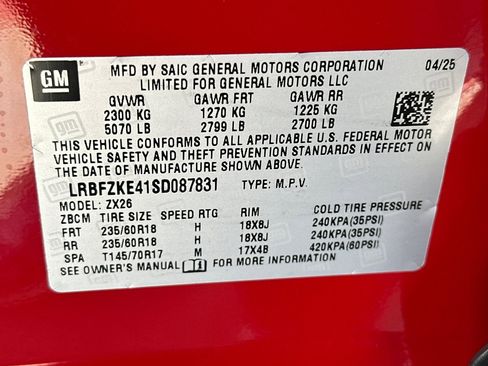 GM
MFD BY SAIC GENERAL MOTORS CORPORATION 04/25
LIMITED FOR GENERAL MOTORS LLC
GVWR GAWR FRT GAWR RR
2300 KG 1270 KG 1225 KG
5070 LB 2799 LB 2700 LB
THIS VEHICLE CONFORMS TO ALL APPLICABLE U.S. FEDERAL MOTOR
VEHICLE SAFETY AND THEFT PREVENTION STANDARDS IN EFFECT ON
THE DATE OF MANUFACTURE SHOWN ABOVE.
LRBFZKE41SD087831 TYPE: M.P.V.
MODEL: ZX26
ZBCM TIRE SIZE SPEED RTG RIM COLD TIRE PRESSURE
FRT 235/60R18 H 18X8J 240KPA(35PSI)
RR 235/60R18 H 18X8J 240KPA(35PSI)
SPA T145/70R17 M 17X4B 420KPA(60PSI)
SEE OWNER'S MANUAL FOR MORE INFORMATION